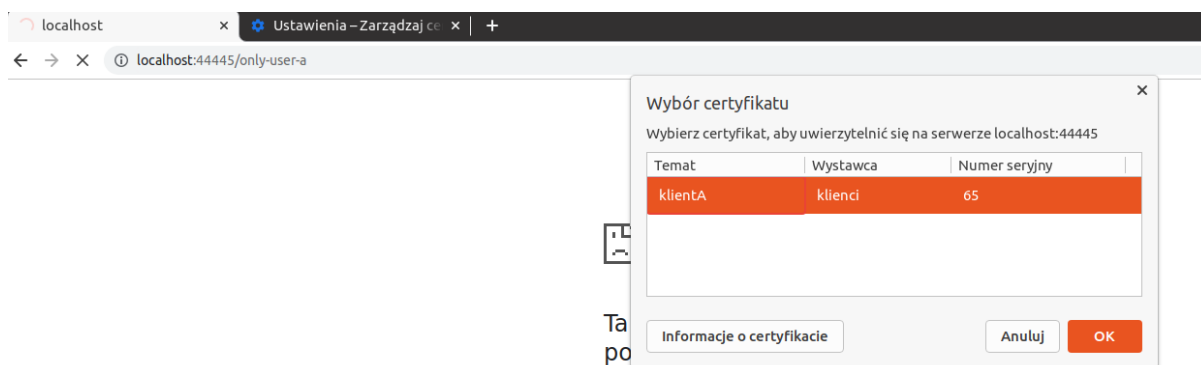 localhost
Ustawienia – Zarządzaj ce
localhost:44445/only-user-a
Wybór certyfikatu
Wybierz certyfikat, aby uwierzytelnić się na serwerze localhost:44445
Temat Wystawca Numer seryjny
klientA klienci 65
Ta
po
Informacje o certyfikacie Anuluj OK